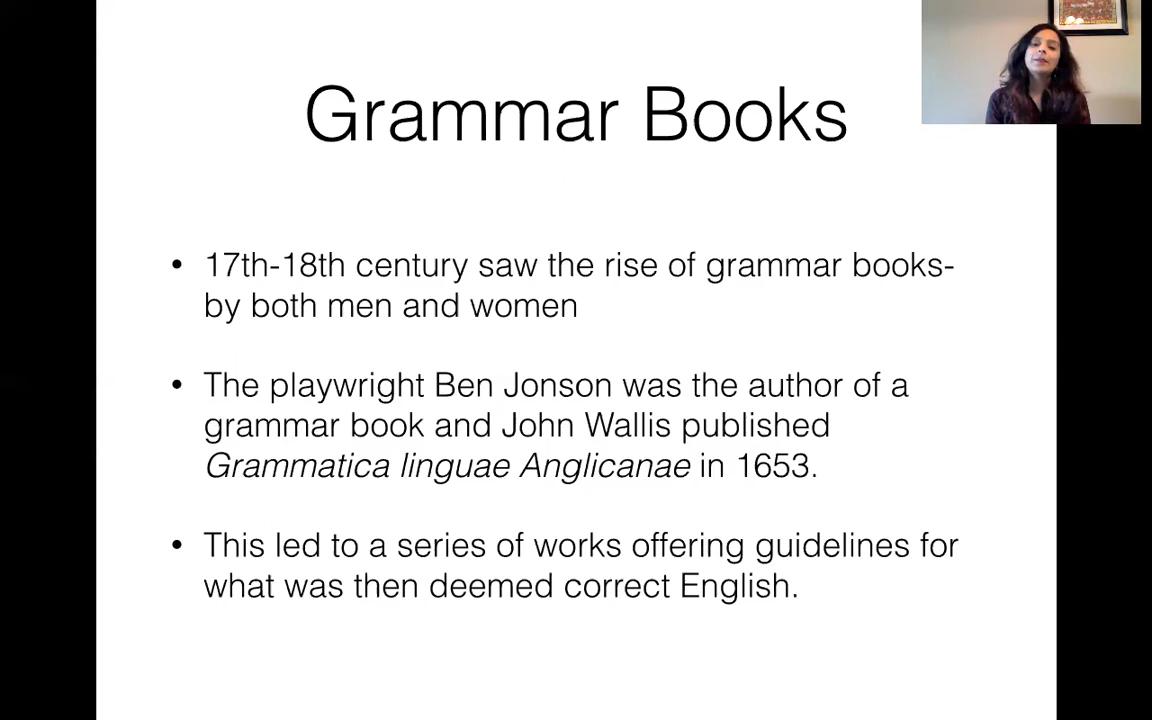 Grammar Books
• 17th-18th century saw the rise of grammar books-
by both men and women
• The playwright Ben Jonson was the author of a
grammar book and John Wallis published
Grammatica linguae Anglicanae in 1653.
• This led to a series of works offering guidelines for
what was then deemed correct English.